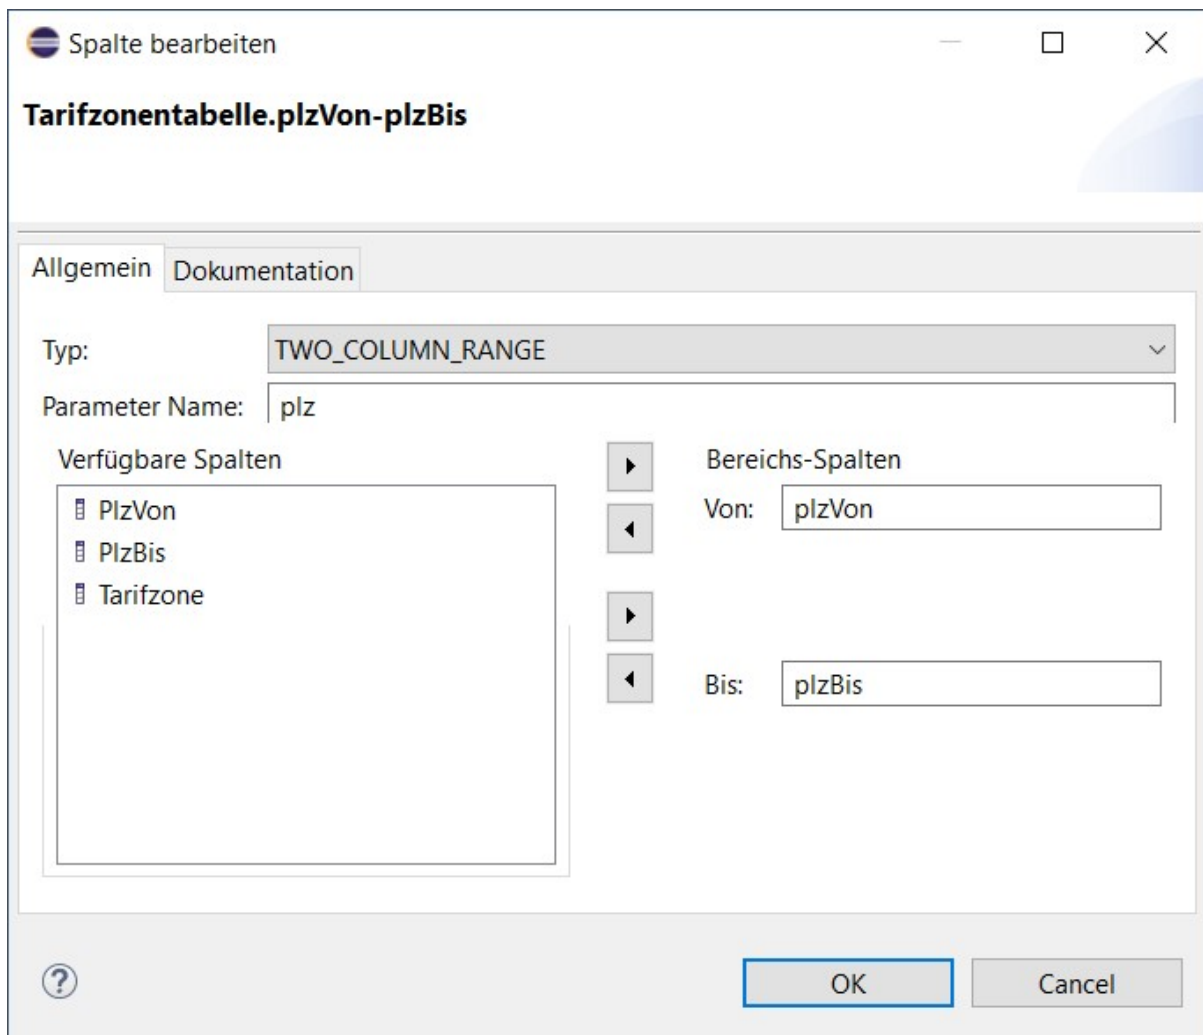 Spalte bearbeiten
Tarifzonentabelle.plzVon-plzBis
Allgemein Dokumentation
Typ: TWO_COLUMN_RANGE
Parameter Name: plz
Verfügbare Spalten Bereichs-Spalten
PlzVon Von: plzVon
PlzBis
Tarifzone
Bis: plzBis
? OK Cancel